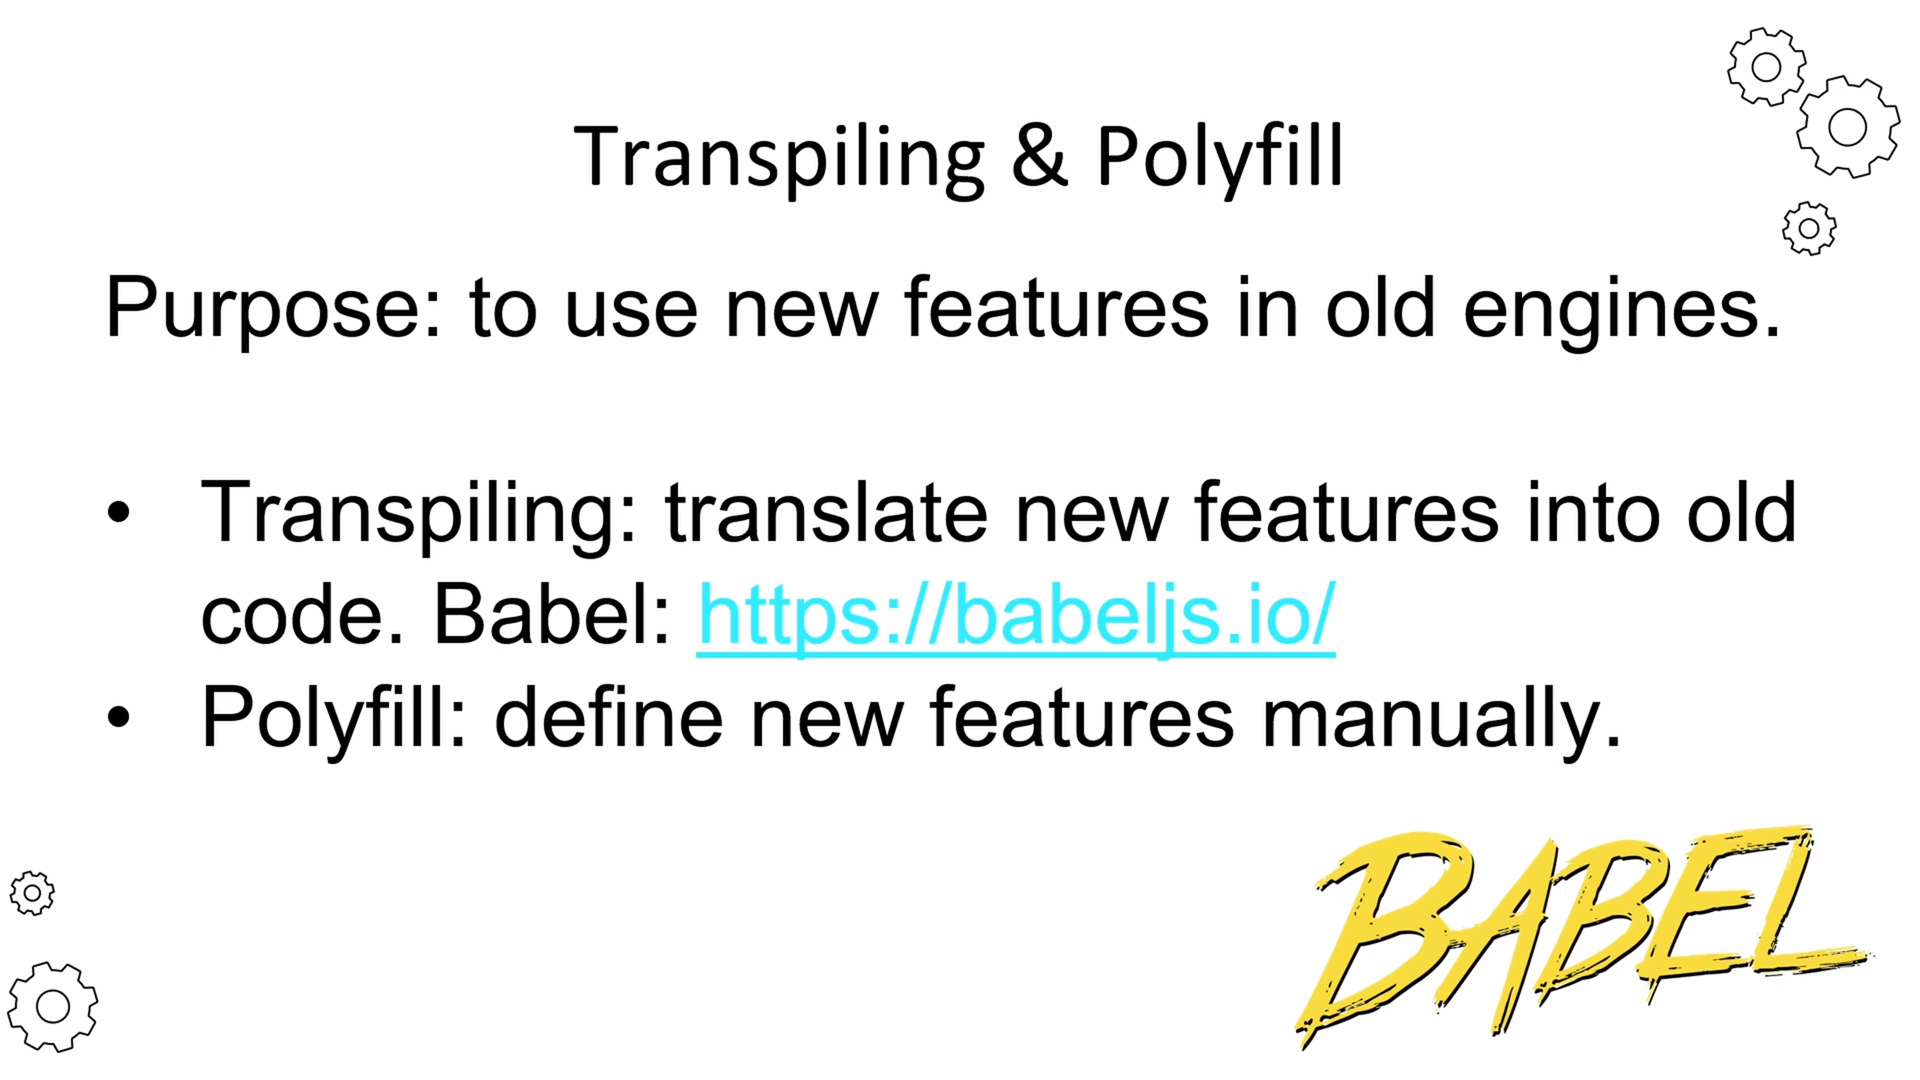 Transpiling & Polyfill
Purpose: to use new features in old engines.
• Transpiling: translate new features into old
code. Babel: https://babeljs.io/
• Polyfill: define new features manually.
BABEL